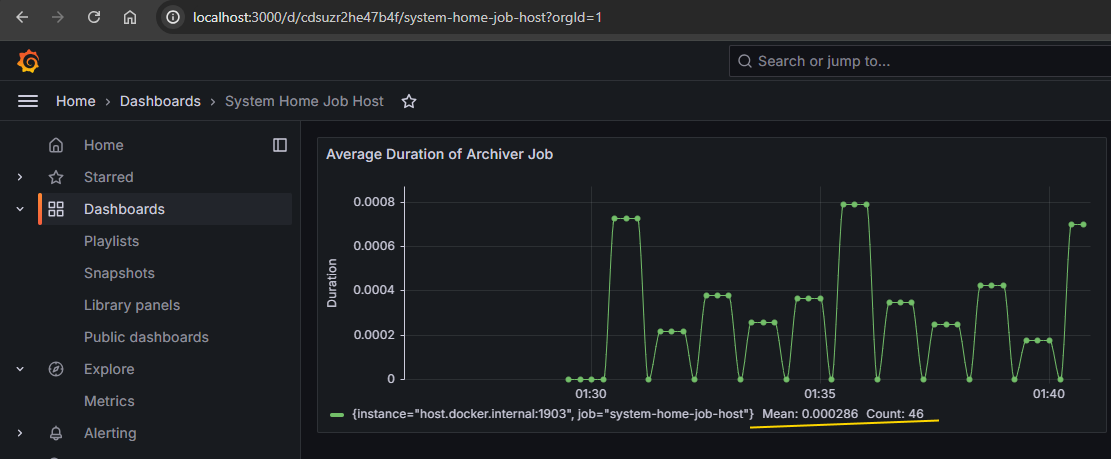 localhost:3000/d/cdsuzr2he47b4f/system-home-job-host?orgId=1
Search or jump to...
Home › Dashboards › System Home Job Host
Home
Starred
Dashboards
Playlists
Snapshots
Library panels
Public dashboards
Explore
Metrics
Alerting
Average Duration of Archiver Job
Duration
0.0008
0.0006
0.0004
0.0002
0
01:30 01:35 01:40
{instance="host.docker.internal:1903", job="system-home-job-host"} Mean: 0.000286 Count: 46